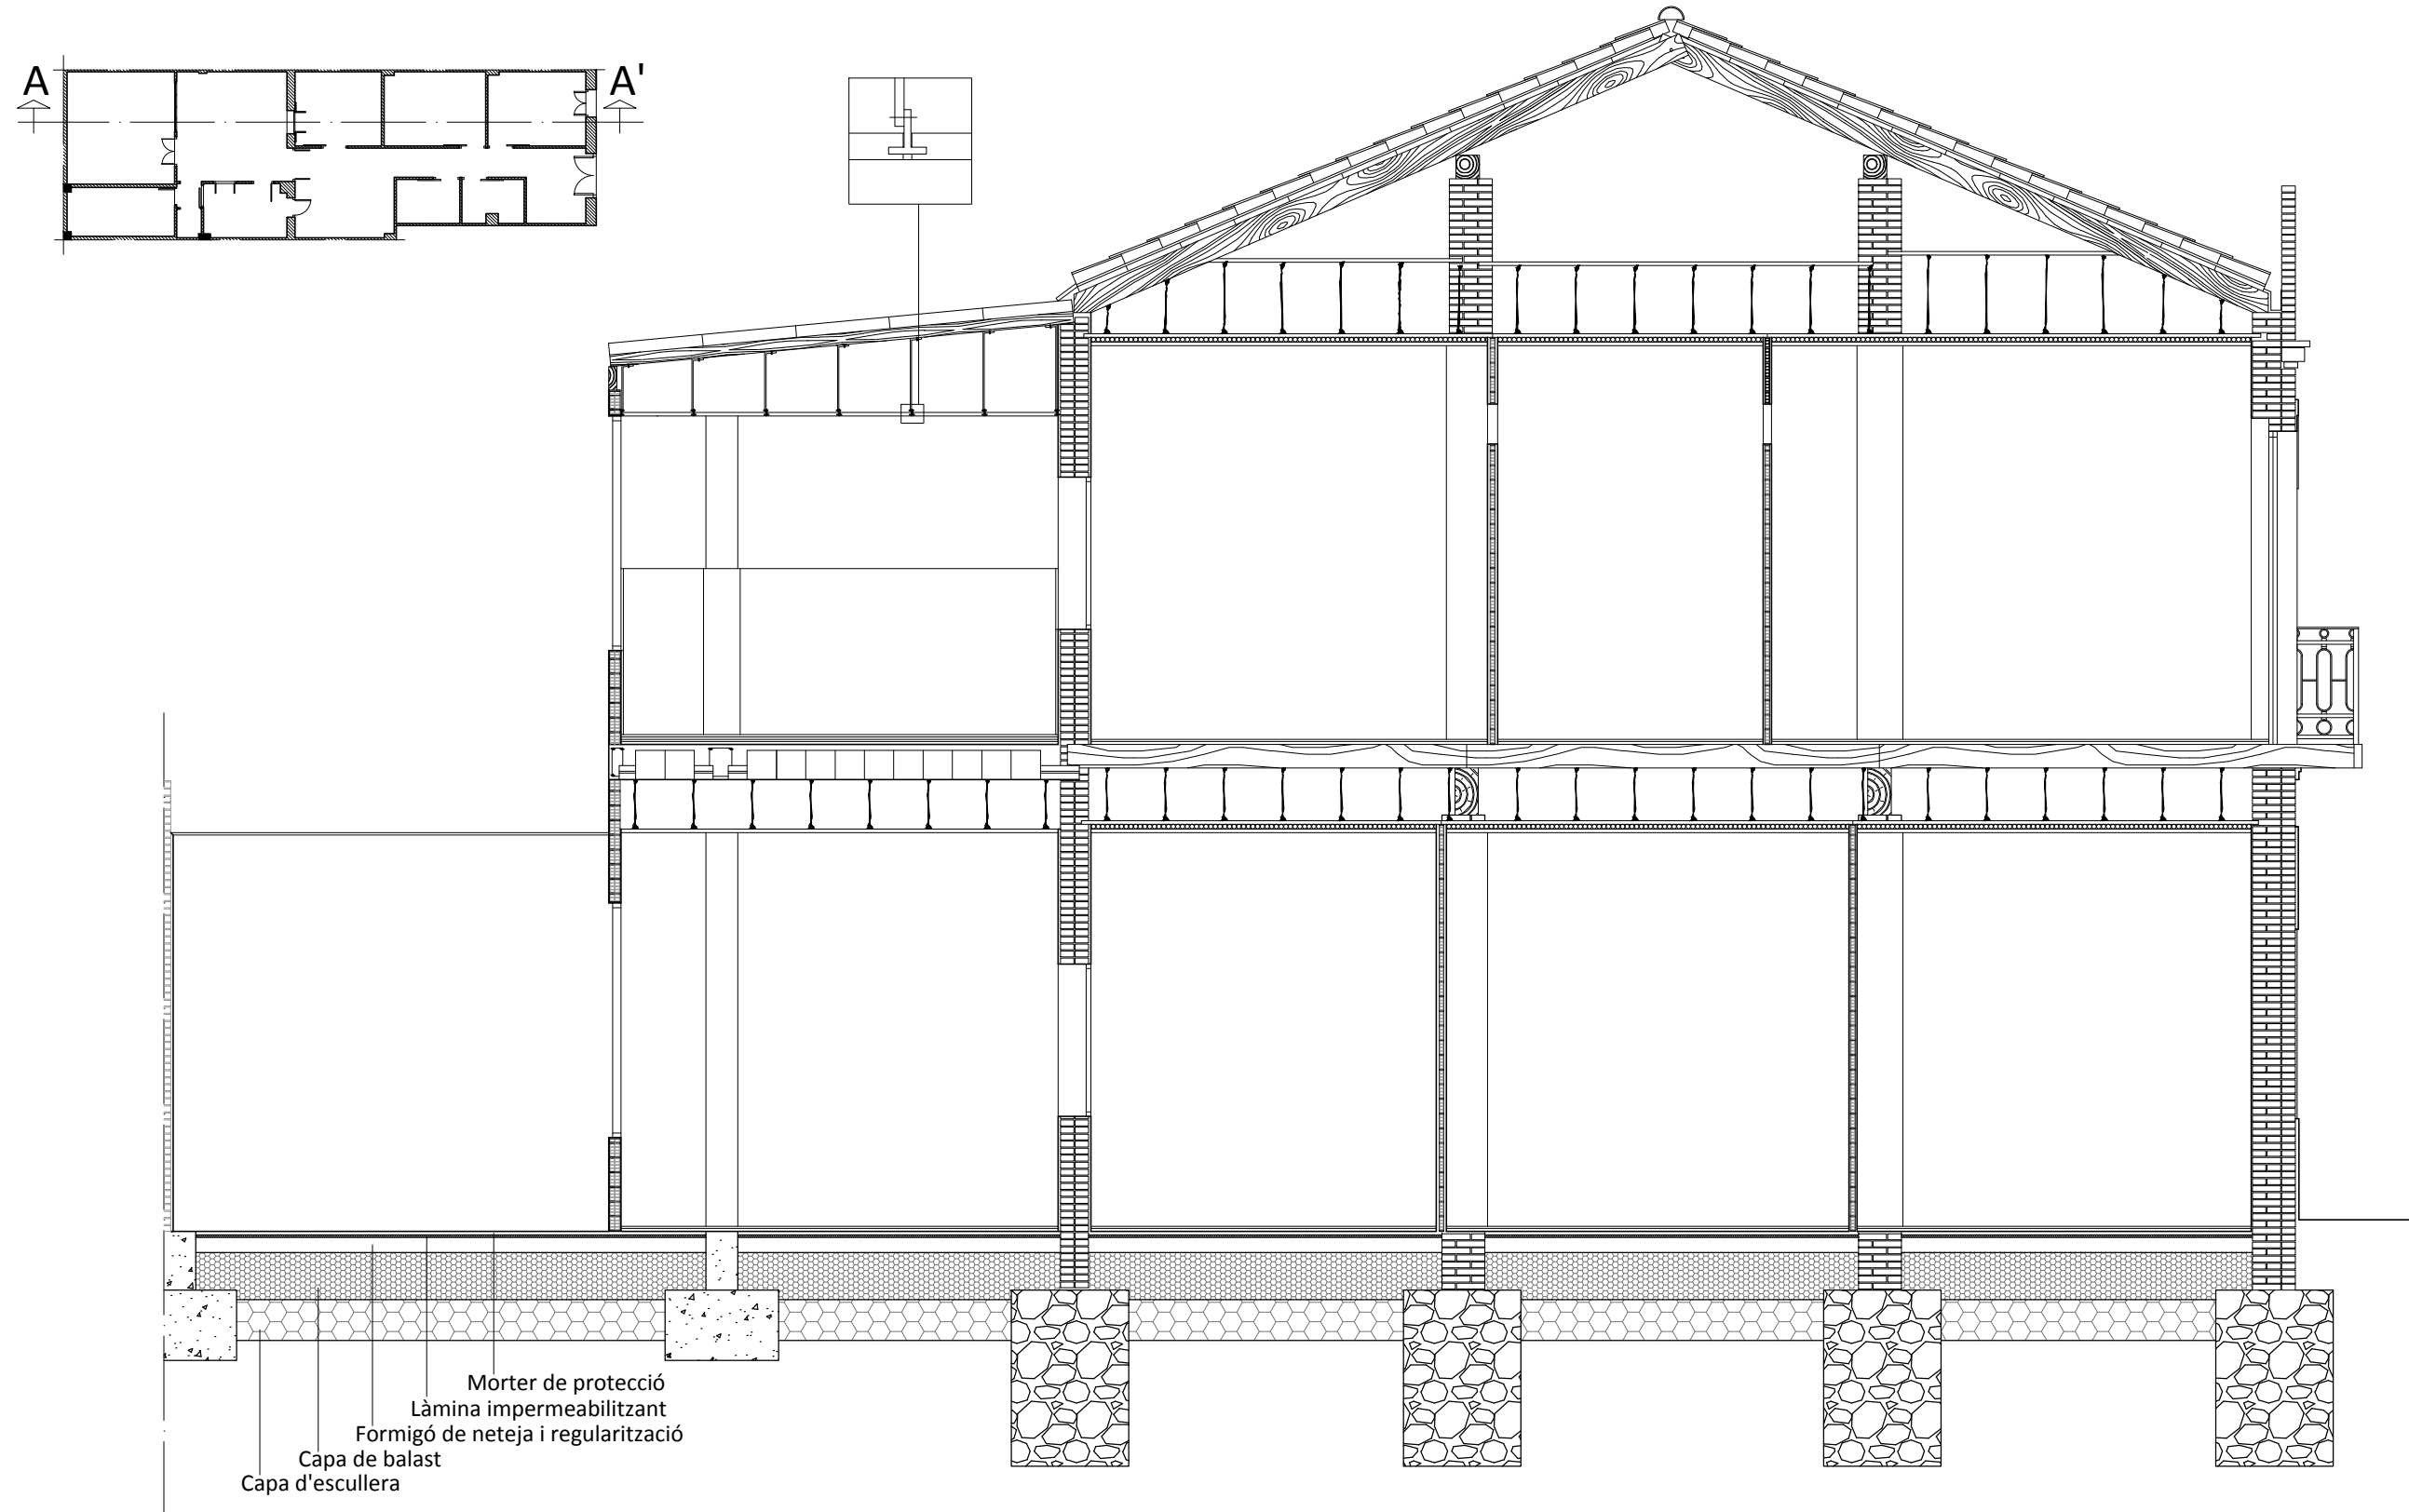 A A'
Morter de protecció
Làmina impermeabilitzant
Formigó de neteja i regularització
Capa de balast
Capa d'escullera